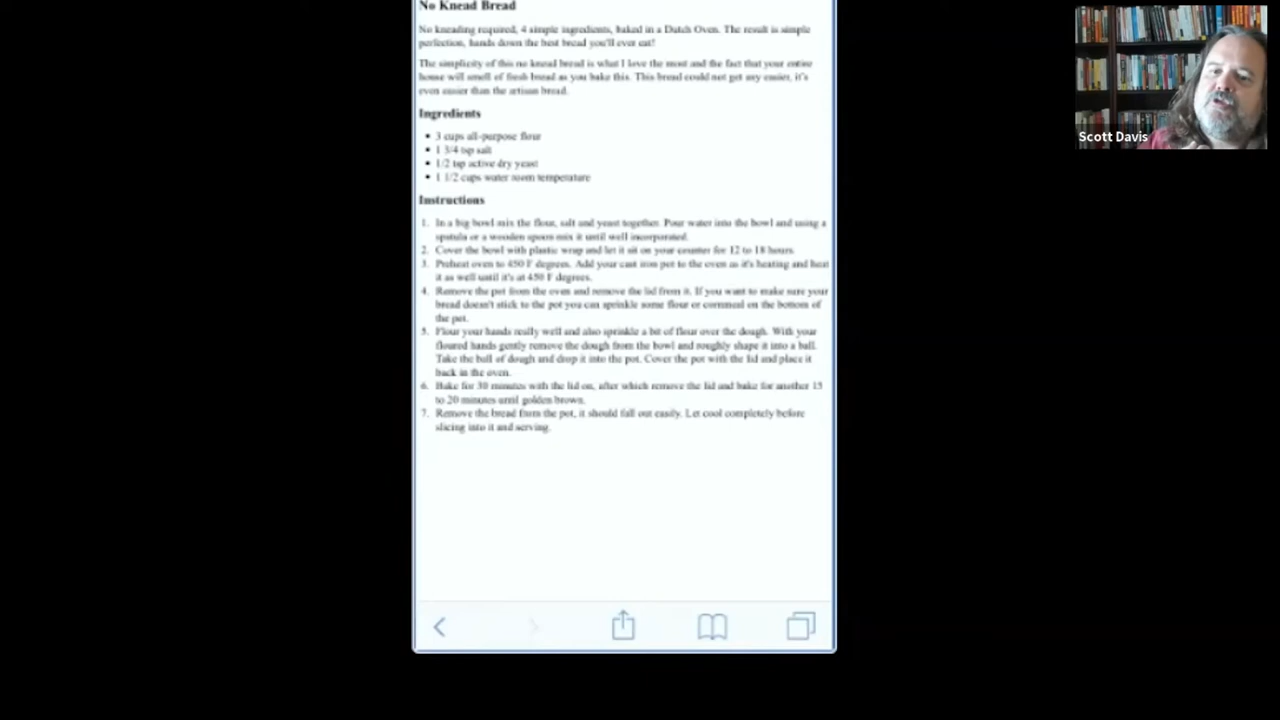 No Knead Bread
No kneading required, 4 simple ingredients, baked in a Dutch Oven. The result is simple
perfection, hands down the best bread you'll ever eat!
The simplicity of this no knead bread is what I love the most and the fact that your entire
house will smell of fresh bread as you bake this. This bread could not get any easier, it's
even easier than the artisan bread.
Ingredients
• 3 cups all-purpose flour
• 1 3/4 tsp salt
• 1/2 tsp active dry yeast
• 1 1/2 cups water room temperature
Instructions
1. In a big bowl mix the flour, salt and yeast together. Pour water into the bowl and using a
spatula or a wooden spoon mix it until well incorporated.
2. Cover the bowl with plastic wrap and let it sit on your counter for 12 to 18 hours.
3. Preheat oven to 450 F degrees. Add your cast iron pot to the oven as it's heating and heat
it as well until it's at 450 F degrees.
4. Remove the pot from the oven and remove the lid from it. If you want to make sure your
bread doesn't stick to the pot you can sprinkle some flour or cornmeal on the bottom of
the pot.
5. Flour your hands really well and also sprinkle a bit of flour over the dough. With your
floured hands gently remove the dough from the bowl and roughly shape it into a ball.
Take the ball of dough and drop it into the pot. Cover the pot with the lid and place it
back in the oven.
6. Bake for 30 minutes with the lid on, after which remove the lid and bake for another 15
to 20 minutes until golden brown.
7. Remove the bread from the pot, it should fall out easily. Let cool completely before
slicing into it and serving.
Scott Davis